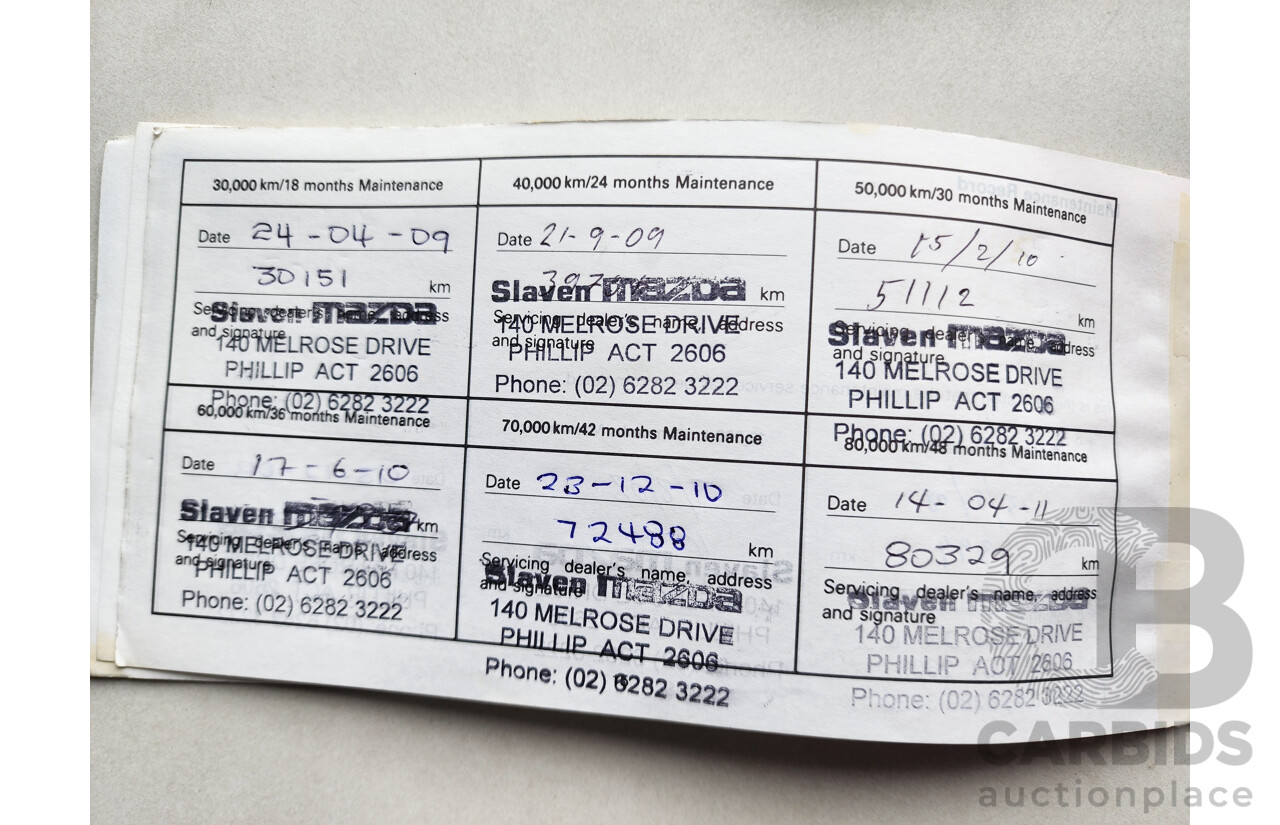 30,000 km/18 months Maintenance
Date 24-04-09
30151 km
Servicing dealer's name, address
and signature
Slaven mazda
140 MELROSE DRIVE
PHILLIP ACT 2606
Phone: (02) 6282 3222
40,000 km/24 months Maintenance
Date 21-9-09
km
Slaven mazda
Servicing dealer's name, address
and signature
140 MELROSE DRIVE
PHILLIP ACT 2606
Phone: (02) 6282 3222
50,000 km/30 months Maintenance
Date 15/2/10
51112 km
Servicing dealer's name, address
and signature
Slaven mazda
140 MELROSE DRIVE
PHILLIP ACT 2606
Phone: (02) 6282 3222
60,000 km/36 months Maintenance
Date 17-6-10
km
Slaven mazda
Servicing dealer's name, address
and signature
140 MELROSE DRIVE
PHILLIP ACT 2606
Phone: (02) 6282 3222
70,000 km/42 months Maintenance
Date 23-12-10
72488 km
Servicing dealer's name, address
and signature
Slaven mazda
140 MELROSE DRIVE
PHILLIP ACT 2606
Phone: (02) 6282 3222
80,000 km/48 months Maintenance
Date 14-04-11
80329 km
Servicing dealer's name, address
and signature
Slaven mazda
140 MELROSE DRIVE
PHILLIP ACT 2606
Phone: (02) 6282 3222
B
CARBIDS
auctionplace